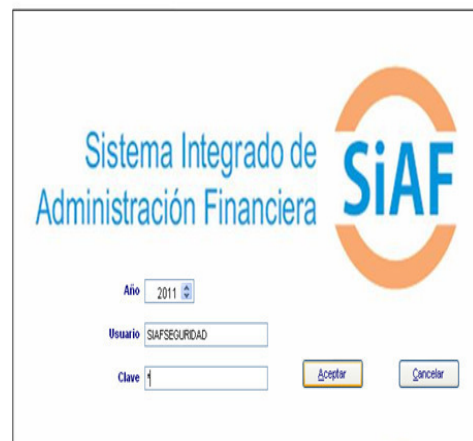 Sistema Integrado de
Administración Financiera
SiAF
Año 2011
Usuario SIAFSEGURIDAD
Clave *
Aceptar Cancelar